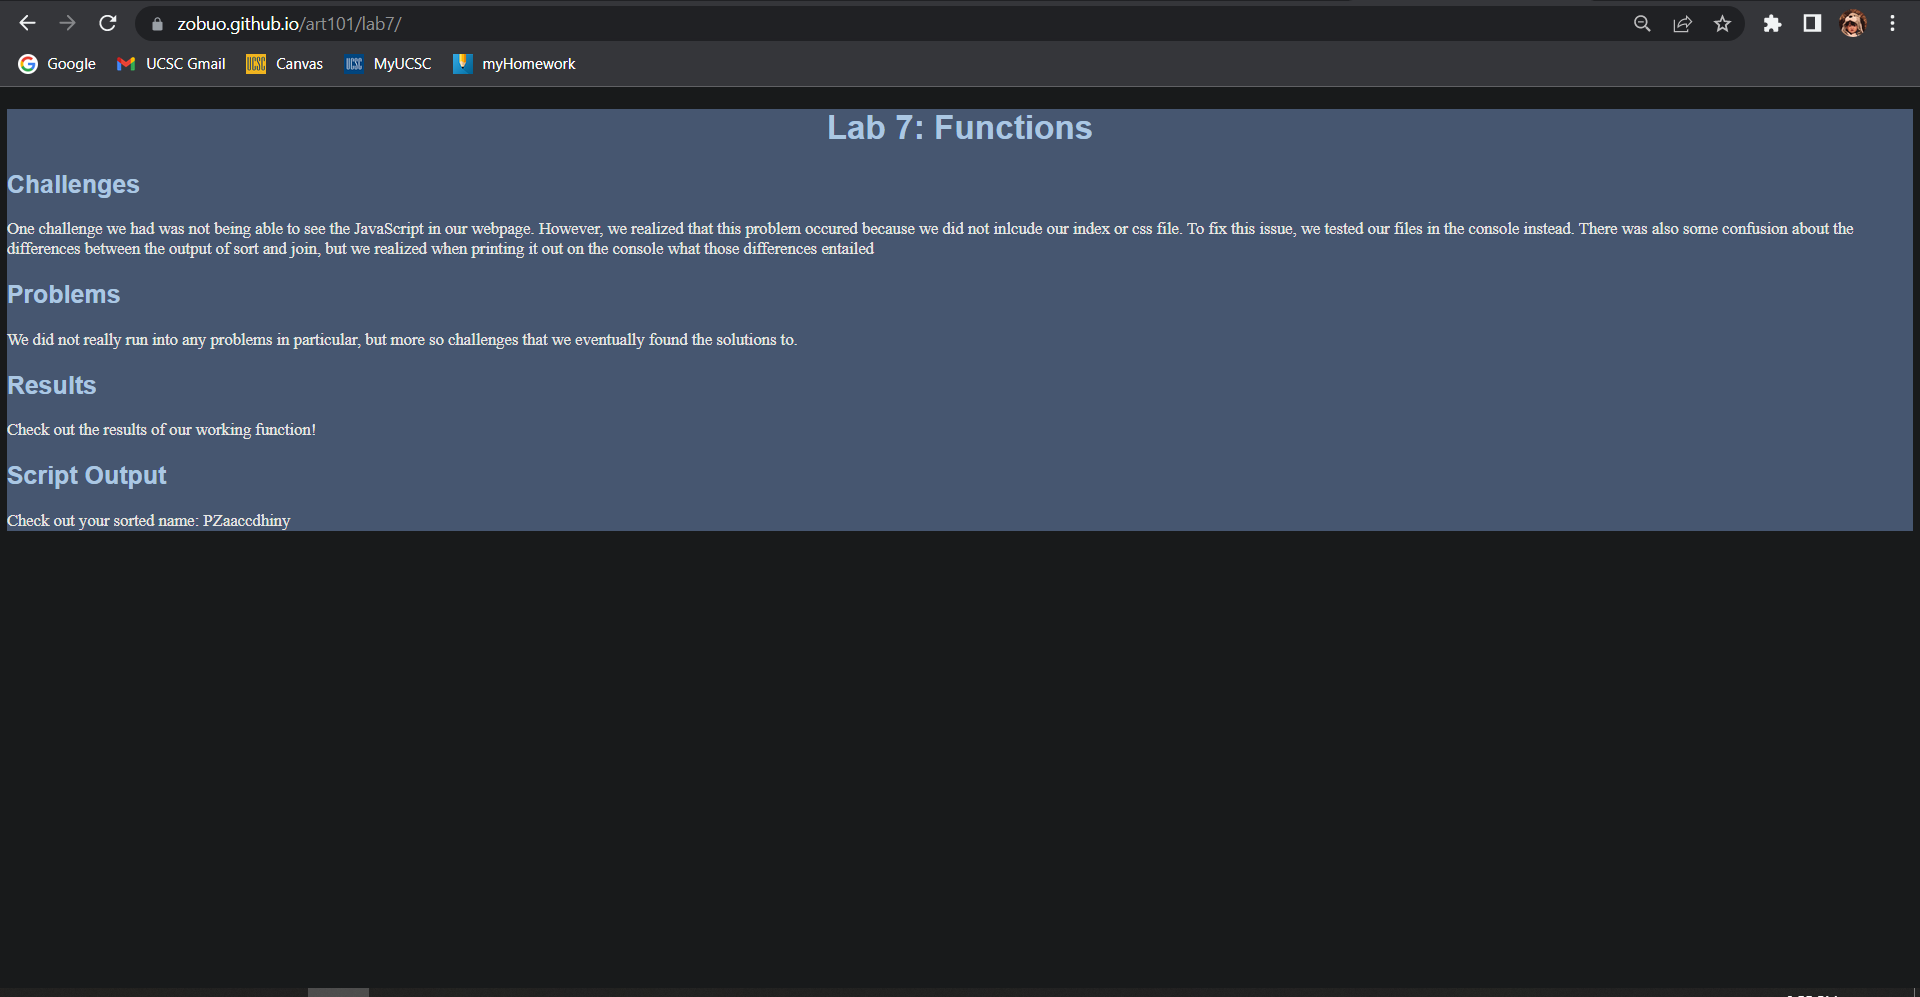 zobuo.github.io/art101/lab7/
Google UCSC Gmail UCSC Canvas UCSC MyUCSC myHomework
Lab 7: Functions
Challenges
One challenge we had was not being able to see the JavaScript in our webpage. However, we realized that this problem occured because we did not inlcude our index or css file. To fix this issue, we tested our files in the console instead. There was also some confusion about the
differences between the output of sort and join, but we realized when printing it out on the console what those differences entailed
Problems
We did not really run into any problems in particular, but more so challenges that we eventually found the solutions to.
Results
Check out the results of our working function!
Script Output
Check out your sorted name: PZaaccdhiny